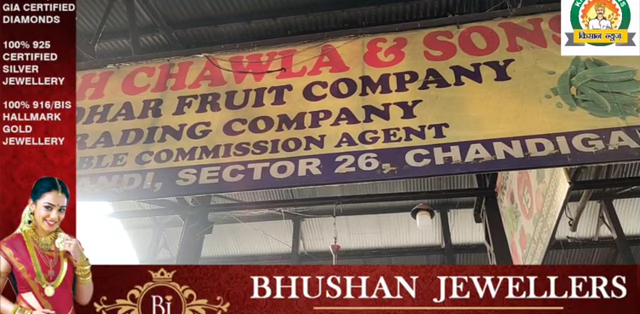 GIA CERTIFIED
DIAMONDS
100% 925
CERTIFIED
SILVER
JEWELLERY
100% 916/BIS
HALLMARK
GOLD
JEWELLERY
किसान न्यूज़
H CHAWLA & SONS
DHAR FRUIT COMPANY
RADING COMPANY
BLE COMMISSION AGENT
NDI, SECTOR 26, CHANDIGA
BJ
BHUSHAN JEWELLERS